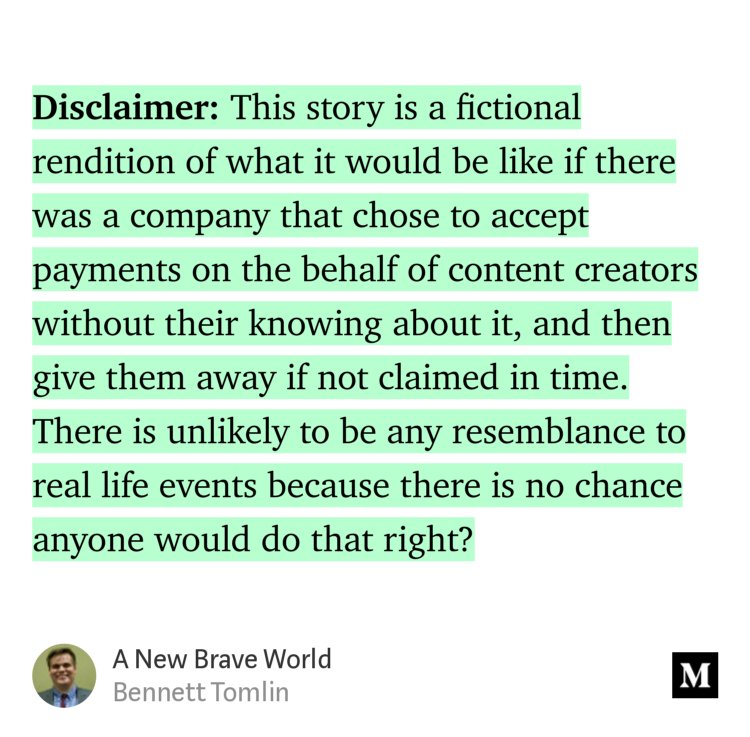 Disclaimer: This story is a fictional
rendition of what it would be like if there
was a company that chose to accept
payments on the behalf of content creators
without their knowing about it, and then
give them away if not claimed in time.
There is unlikely to be any resemblance to
real life events because there is no chance
anyone would do that right?
A New Brave World
Bennett Tomlin
M